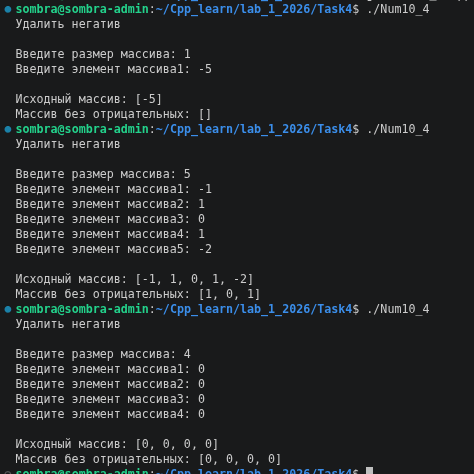 sombra@sombra-admin:~/Cpp_learn/lab_1_2026/Task4$ ./Num10_4
Удалить негатив
Введите размер массива: 1
Введите элемент массива1: -5
Исходный массив: [-5]
Массив без отрицательных: []
sombra@sombra-admin:~/Cpp_learn/lab_1_2026/Task4$ ./Num10_4
Удалить негатив
Введите размер массива: 5
Введите элемент массива1: -1
Введите элемент массива2: 1
Введите элемент массива3: 0
Введите элемент массива4: 1
Введите элемент массива5: -2
Исходный массив: [-1, 1, 0, 1, -2]
Массив без отрицательных: [1, 0, 1]
sombra@sombra-admin:~/Cpp_learn/lab_1_2026/Task4$ ./Num10_4
Удалить негатив
Введите размер массива: 4
Введите элемент массива1: 0
Введите элемент массива2: 0
Введите элемент массива3: 0
Введите элемент массива4: 0
Исходный массив: [0, 0, 0, 0]
Массив без отрицательных: [0, 0, 0, 0]
sombra@sombra-admin:~/Cpp_learn/lab_1_2026/Task4$